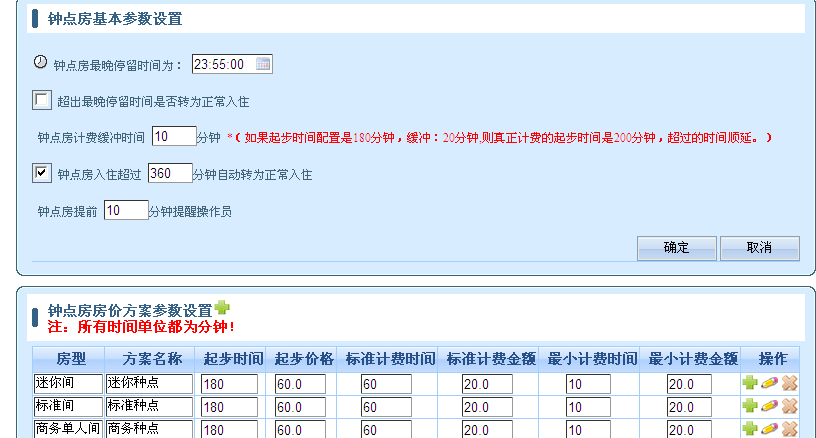 钟点房基本参数设置
钟点房最晚停留时间为： 23:55:00
超出最晚停留时间是否转为正常入住
钟点房计费缓冲时间 10 分钟 *（如果起步时间配置是180分钟，缓冲：20分钟,则真正计费的起步时间是200分钟，超过的时间顺延。）
钟点房入住超过 360 分钟自动转为正常入住
钟点房提前 10 分钟提醒操作员
确定 取消
钟点房房价方案参数设置
注：所有时间单位都为分钟！
房型 方案名称 起步时间 起步价格 标准计费时间 标准计费金额 最小计费时间 最小计费金额 操作
迷你间 迷你种点 180 60.0 60 20.0 10 20.0
标准间 标准种点 180 60.0 60 20.0 10 20.0
商务单人间 商务种点 180 60.0 60 20.0 10 20.0